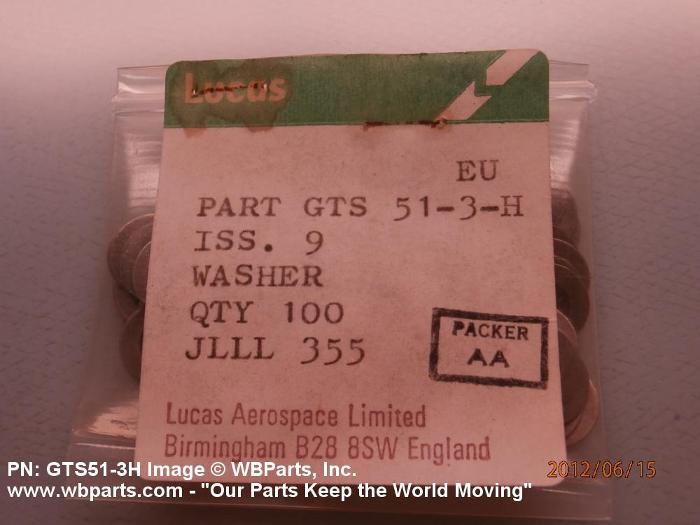 Lucas
EU
PART GTS 51-3-H
ISS. 9
WASHER
QTY 100
JLLL 355
PACKER
AA
Lucas Aerospace Limited
Birmingham B28 8SW England
PN: GTS51-3H Image © WBParts, Inc.
2012/06/15
www.wbparts.com - "Our Parts Keep the World Moving"